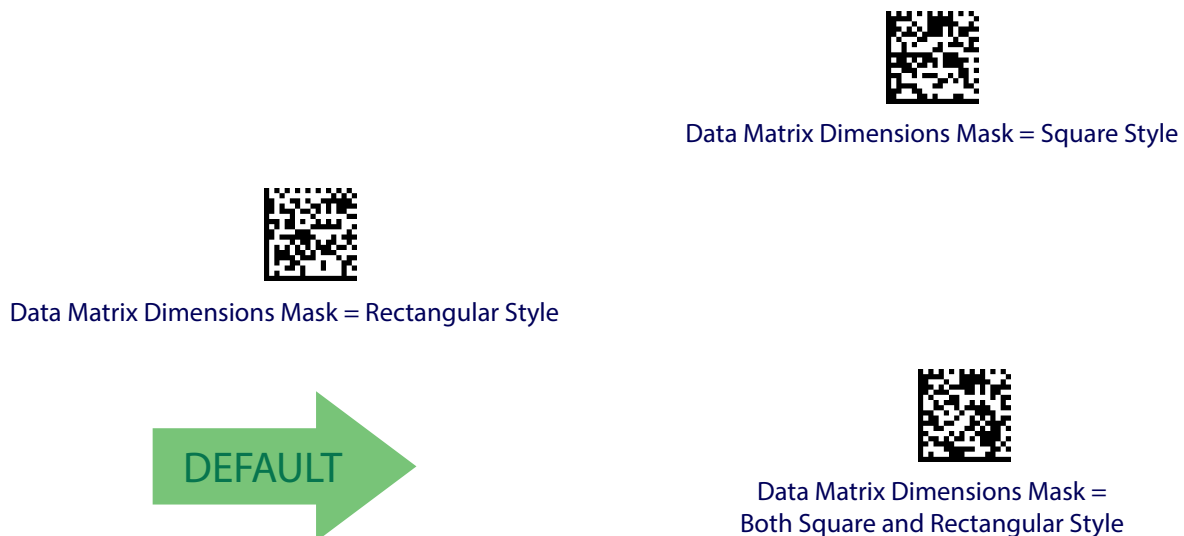 Data Matrix Dimensions Mask = Square Style
Data Matrix Dimensions Mask = Rectangular Style
DEFAULT
Data Matrix Dimensions Mask =
Both Square and Rectangular Style